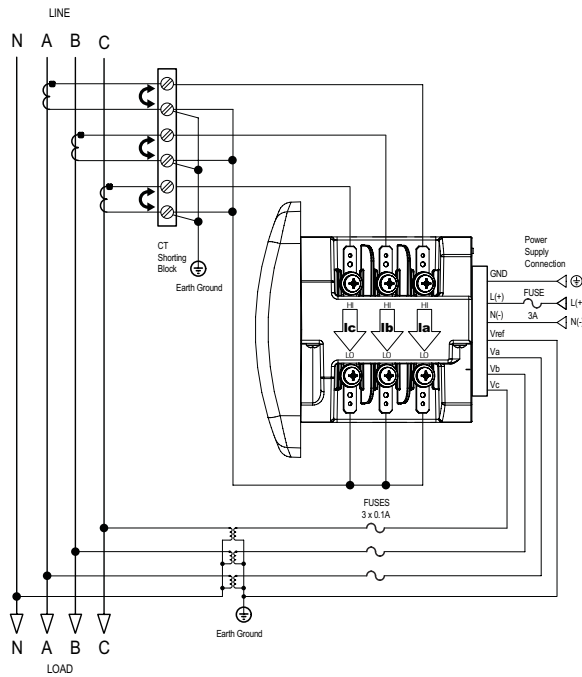 LINE
N A B C
CT
Shorting
Block
Earth Ground
Power
Supply
Connection
GND
L(+)
FUSE
L(+
N(-)
3A
N(-
Vref
Va
Vb
Vc
HI HI HI
Ic Ib Ia
LO LO LO
FUSES
3 x 0.1A
Earth Ground
N A B C
LOAD